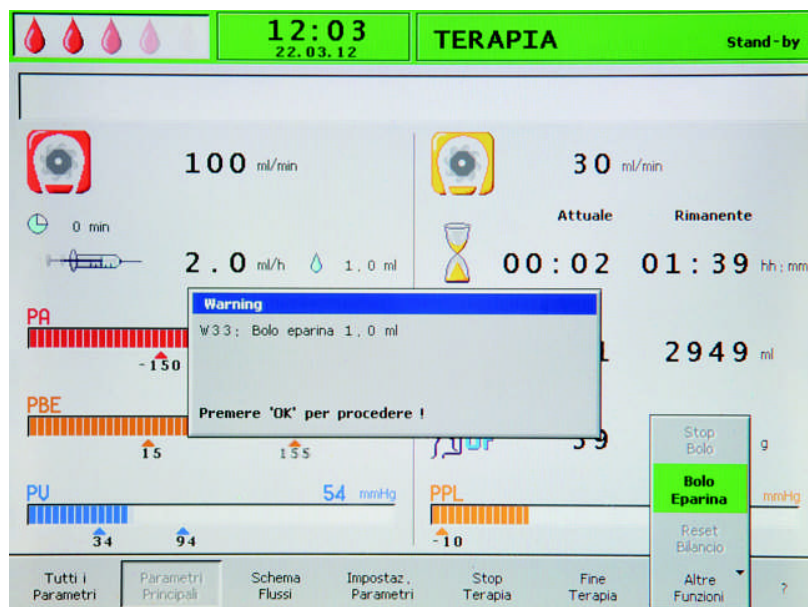 12:03
22.03.12
TERAPIA
Stand-by
100 ml/min
30 ml/min
0 min
Attuale Rimanente
2.0 ml/h 1.0 ml
00:02 01:39 hh:mm
Warning
W33: Bolo eparina 1.0 ml
Premere "OK" per procedere !
PA
-150
2949 ml
PBE
15 155
59 g
PV 54 mmHg
34 94
PPL mmHg
-10
Stop
Bolo
Bolo
Eparina
Reset
Bilancio
Tutti i
Parametri
Parametri
Principali
Schema
Flussi
Impostaz.
Parametri
Stop
Terapia
Fine
Terapia
Altre
Funzioni
?